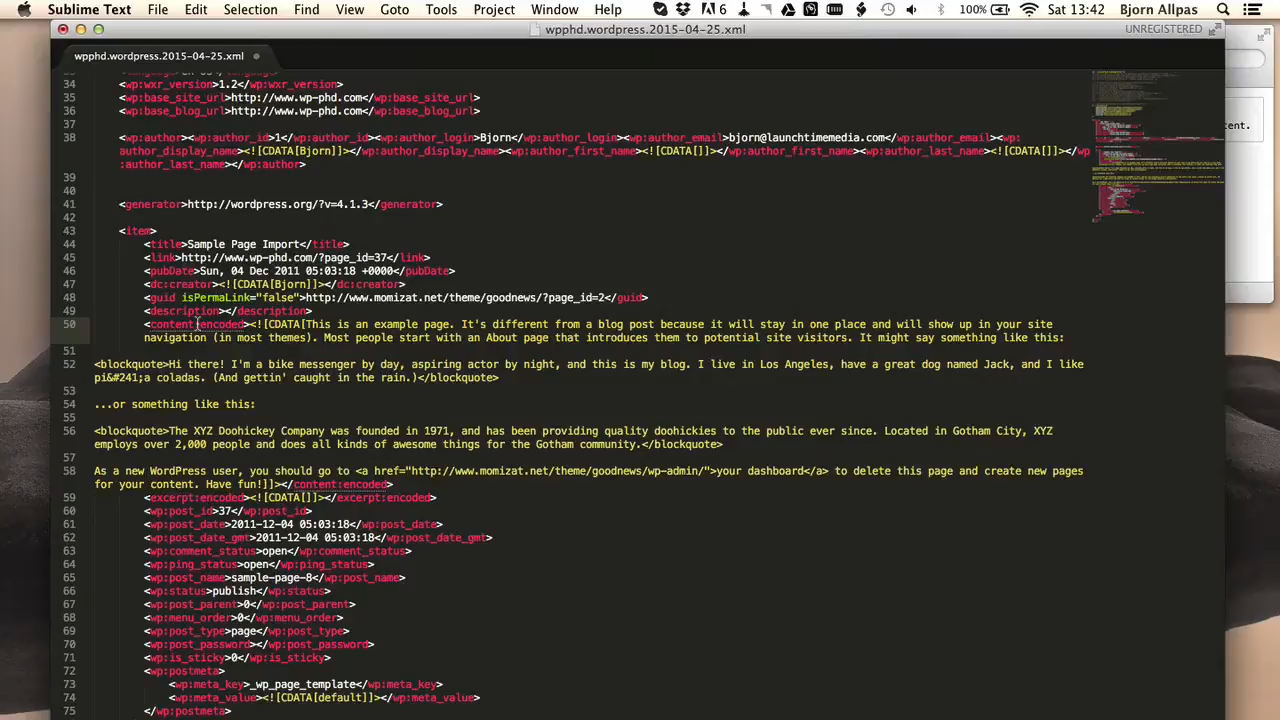 Sublime Text File Edit Selection Find View Goto Tools Project Window Help 6 100% Sat 13:42 Bjorn Allpas
wpphd.wordpress.2015-04-25.xml UNREGISTERED
wpphd.wordpress.2015-04-25.xml
34 <wp:wxr_version>1.2</wp:wxr_version>
35 <wp:base_site_url>http://www.wp-phd.com</wp:base_site_url>
36 <wp:base_blog_url>http://www.wp-phd.com</wp:base_blog_url>
37
38 <wp:author><wp:author_id>1</wp:author_id><wp:author_login>Bjorn</wp:author_login><wp:author_email>bjorn@launchtimemedia.com</wp:author_email><wp:
author_display_name><![CDATA[Bjorn]]></wp:author_display_name><wp:author_first_name><![CDATA[]]></wp:author_first_name><wp:author_last_name><![CDATA[]]></wp
:author_last_name></wp:author>
39
40
41 <generator>http://wordpress.org/?v=4.1.3</generator>
42
43 <item>
44 <title>Sample Page Import</title>
45 <link>http://www.wp-phd.com/?page_id=37</link>
46 <pubDate>Sun, 04 Dec 2011 05:03:18 +0000</pubDate>
47 <dc:creator><![CDATA[Bjorn]]></dc:creator>
48 <guid isPermaLink="false">http://www.momizat.net/theme/goodnews/?page_id=2</guid>
49 <description></description>
50 <content:encoded><![CDATA[This is an example page. It's different from a blog post because it will stay in one place and will show up in your site
navigation (in most themes). Most people start with an About page that introduces them to potential site visitors. It might say something like this:
51
52 <blockquote>Hi there! I'm a bike messenger by day, aspiring actor by night, and this is my blog. I live in Los Angeles, have a great dog named Jack, and I like
pi&#241;a coladas. (And gettin' caught in the rain.)</blockquote>
53
54 ...or something like this:
55
56 <blockquote>The XYZ Doohickey Company was founded in 1971, and has been providing quality doohickies to the public ever since. Located in Gotham City, XYZ
employs over 2,000 people and does all kinds of awesome things for the Gotham community.</blockquote>
57
58 As a new WordPress user, you should go to <a href="http://www.momizat.net/theme/goodnews/wp-admin/">your dashboard</a> to delete this page and create new pages
for your content. Have fun!]]></content:encoded>
59 <excerpt:encoded><![CDATA[]]></excerpt:encoded>
60 <wp:post_id>37</wp:post_id>
61 <wp:post_date>2011-12-04 05:03:18</wp:post_date>
62 <wp:post_date_gmt>2011-12-04 05:03:18</wp:post_date_gmt>
63 <wp:comment_status>open</wp:comment_status>
64 <wp:ping_status>open</wp:ping_status>
65 <wp:post_name>sample-page-8</wp:post_name>
66 <wp:status>publish</wp:status>
67 <wp:post_parent>0</wp:post_parent>
68 <wp:menu_order>0</wp:menu_order>
69 <wp:post_type>page</wp:post_type>
70 <wp:post_password></wp:post_password>
71 <wp:is_sticky>0</wp:is_sticky>
72 <wp:postmeta>
73 <wp:meta_key>_wp_page_template</wp:meta_key>
74 <wp:meta_value><![CDATA[default]]></wp:meta_value>
75 </wp:postmeta>